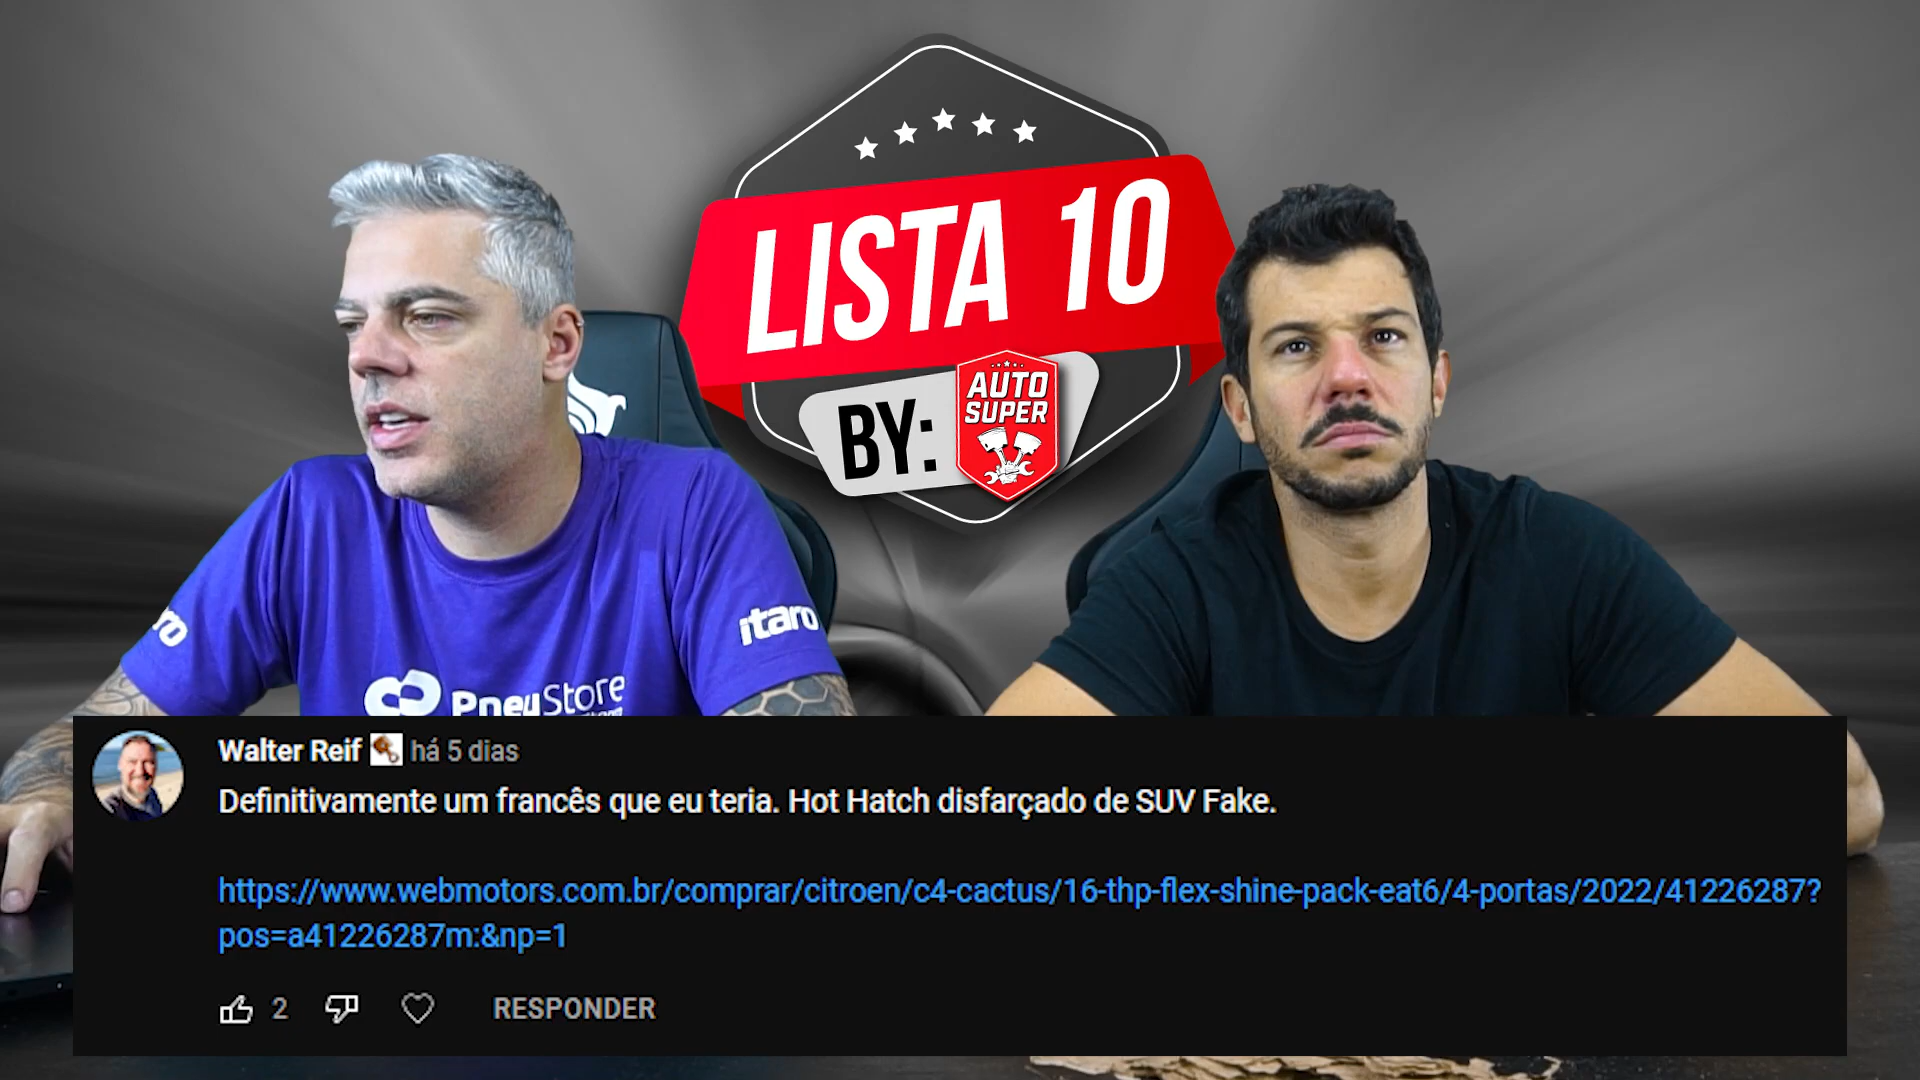 LISTA 10
BY:
AUTO
SUPER
itaro
ro
PneuStore
Walter Reif há 5 dias
Definitivamente um francês que eu teria. Hot Hatch disfarçado de SUV Fake.
https://www.webmotors.com.br/comprar/citroen/c4-cactus/16-thp-flex-shine-pack-eat6/4-portas/2022/41226287?
pos=a41226287m:&np=1
2 RESPONDER